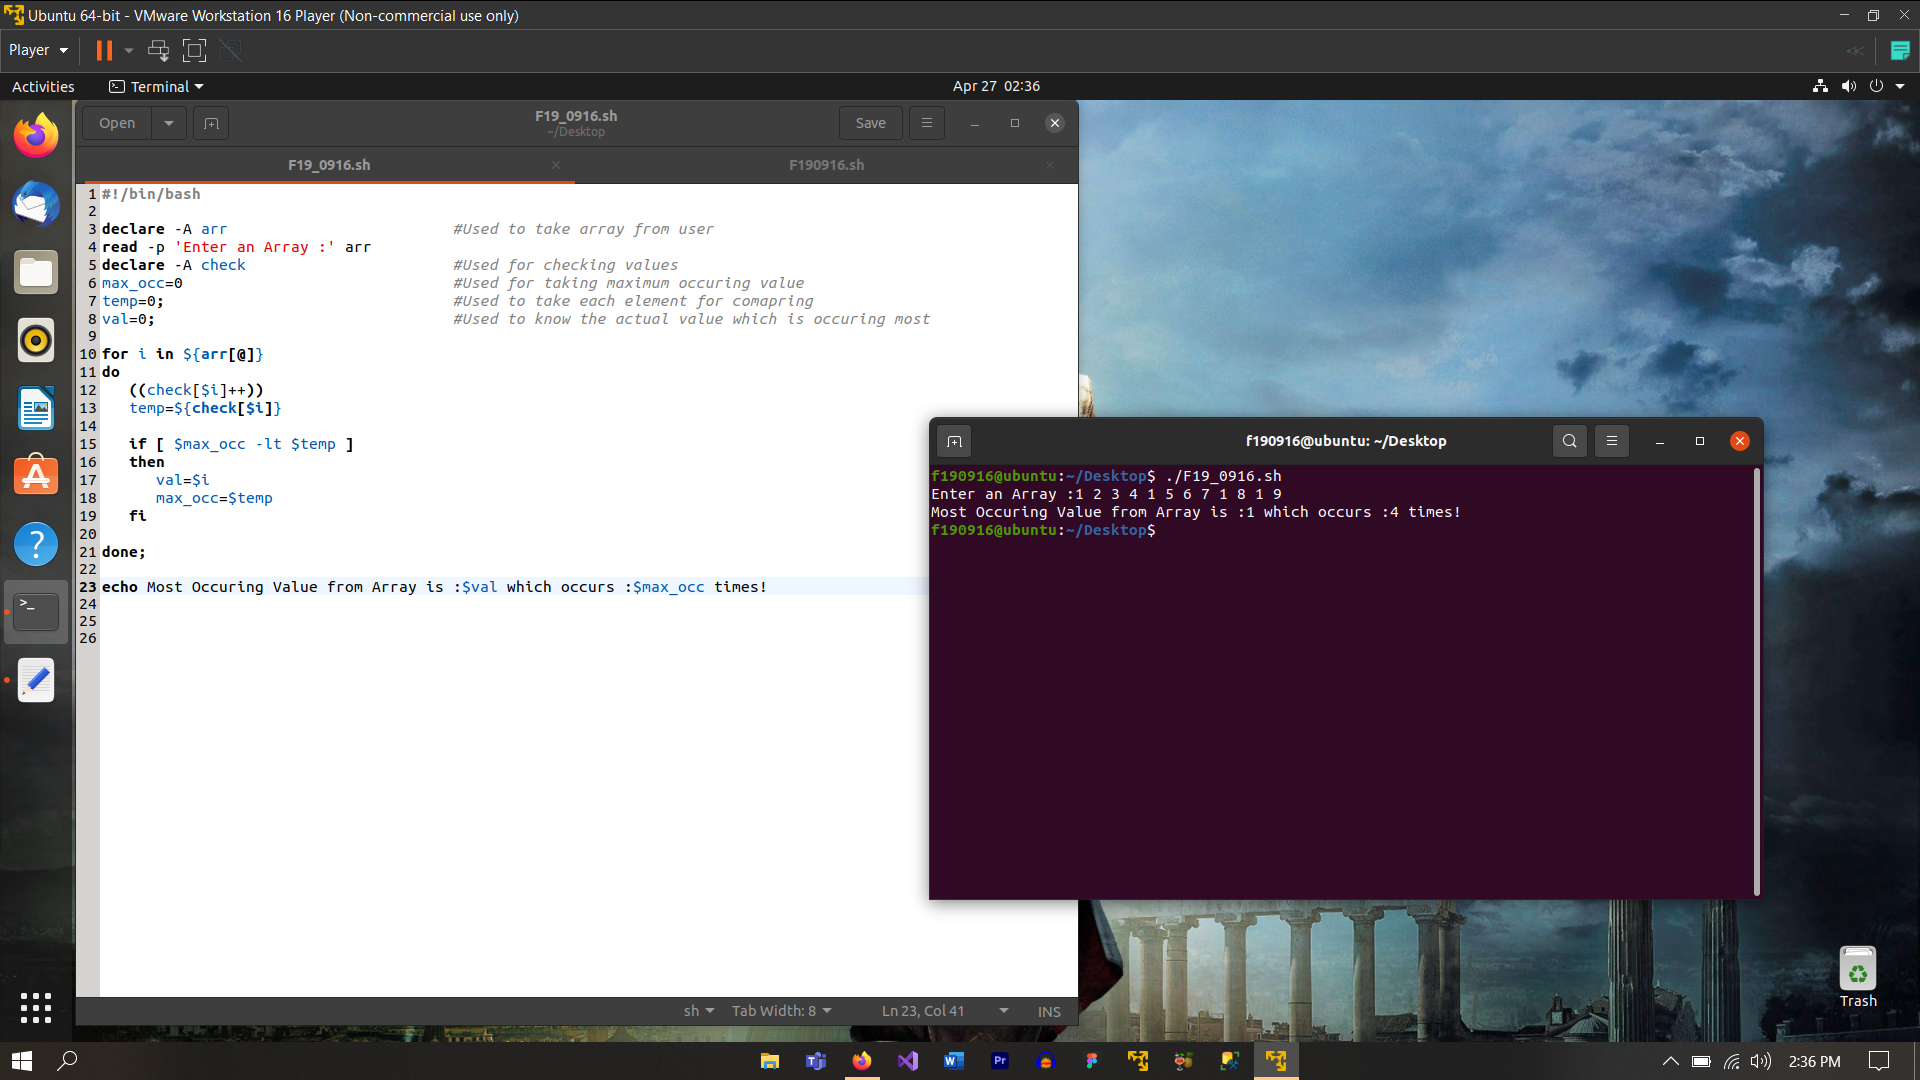 Ubuntu 64-bit - VMware Workstation 16 Player (Non-commercial use only)
Player
Activities
Terminal
Apr 27 02:36
Open
F19_0916.sh
~/Desktop
Save
F19_0916.sh
F190916.sh
1 #!/bin/bash
2
3 declare -A arr #Used to take array from user
4 read -p 'Enter an Array :' arr
5 declare -A check #Used for checking values
6 max_occ=0 #Used for taking maximum occuring value
7 temp=0; #Used to take each element for comapring
8 val=0; #Used to know the actual value which is occuring most
9
10 for i in ${arr[@]}
11 do
12 ((check[$i]++))
13 temp=${check[$i]}
14
15 if [ $max_occ -lt $temp ]
16 then
17 val=$i
18 max_occ=$temp
19 fi
20
21 done;
22
23 echo Most Occuring Value from Array is :$val which occurs :$max_occ times!
24
25
26
sh
Tab Width: 8
Ln 23, Col 41
INS
f190916@ubuntu: ~/Desktop
f190916@ubuntu:~/Desktop$ ./F19_0916.sh
Enter an Array :1 2 3 4 1 5 6 7 1 8 1 9
Most Occuring Value from Array is :1 which occurs :4 times!
f190916@ubuntu:~/Desktop$
Trash
2:36 PM